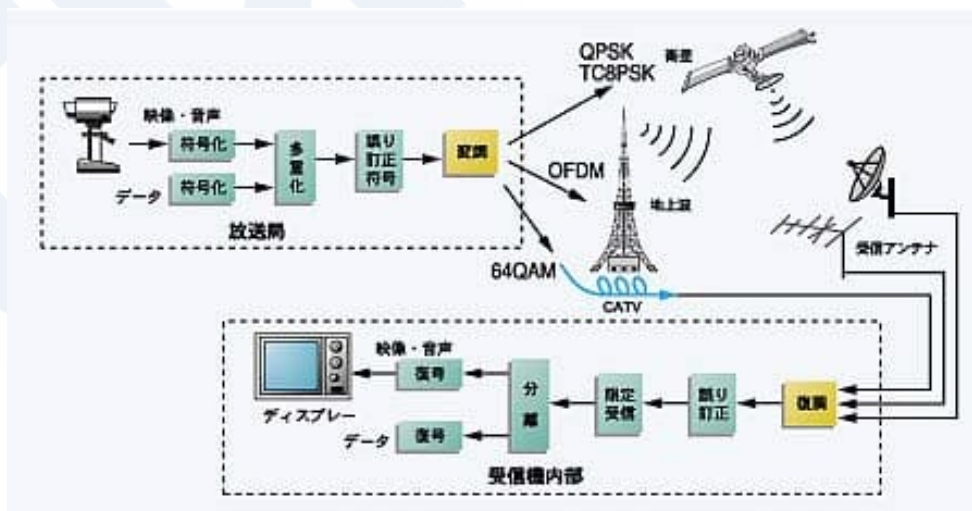 QPSK
TC8PSK
衛星
映像・音声
符号化
多重化
誤り
訂正
符号
変調
データ
符号化
放送局
OFDM
地上波
64QAM
CATV
受信アンテナ
映像・音声
復号
分離
限定
受信
誤り
訂正
復調
ディスプレー
データ
復号
受信機内部